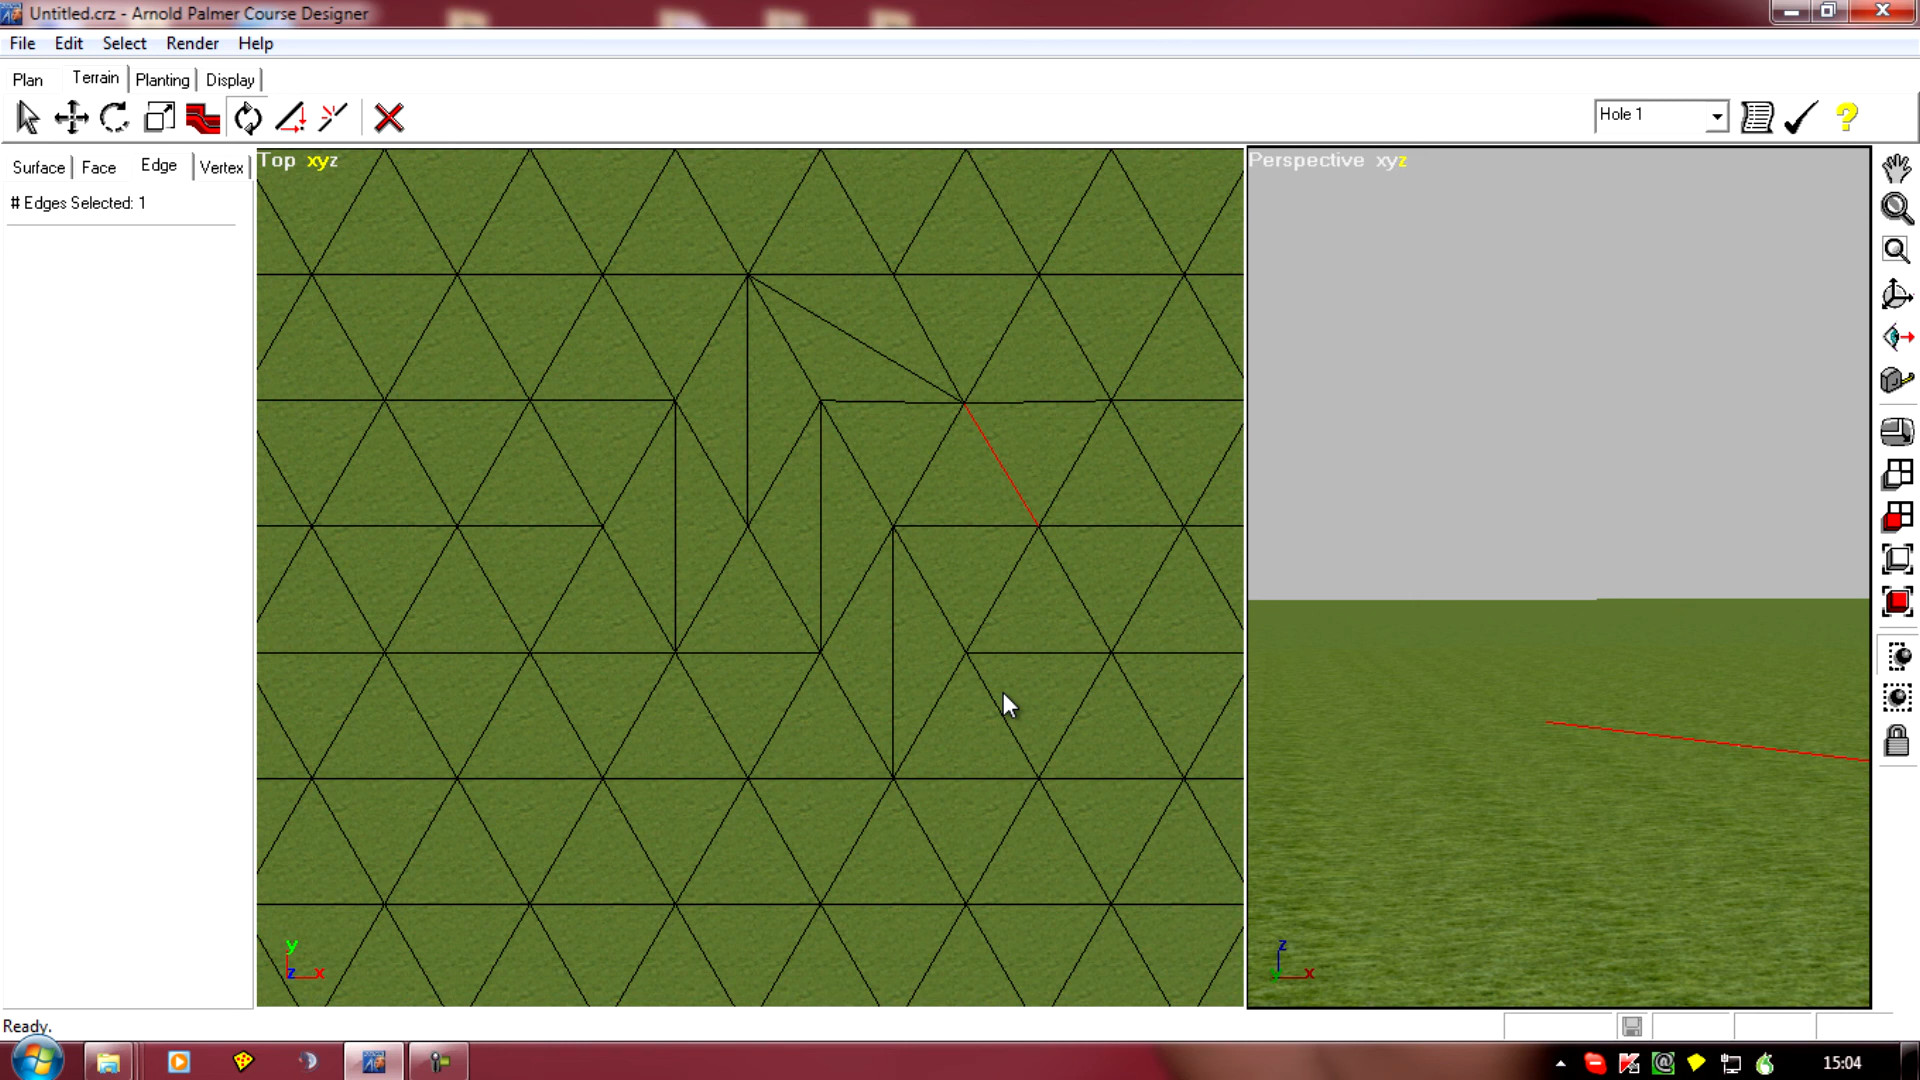 Untitled.crz - Arnold Palmer Course Designer
File Edit Select Render Help
Plan Terrain Planting Display
Hole 1
Surface Face Edge Vertex
# Edges Selected: 1
Top xyz
Perspective xyz
y
z x
z
y x
Ready.
15:04